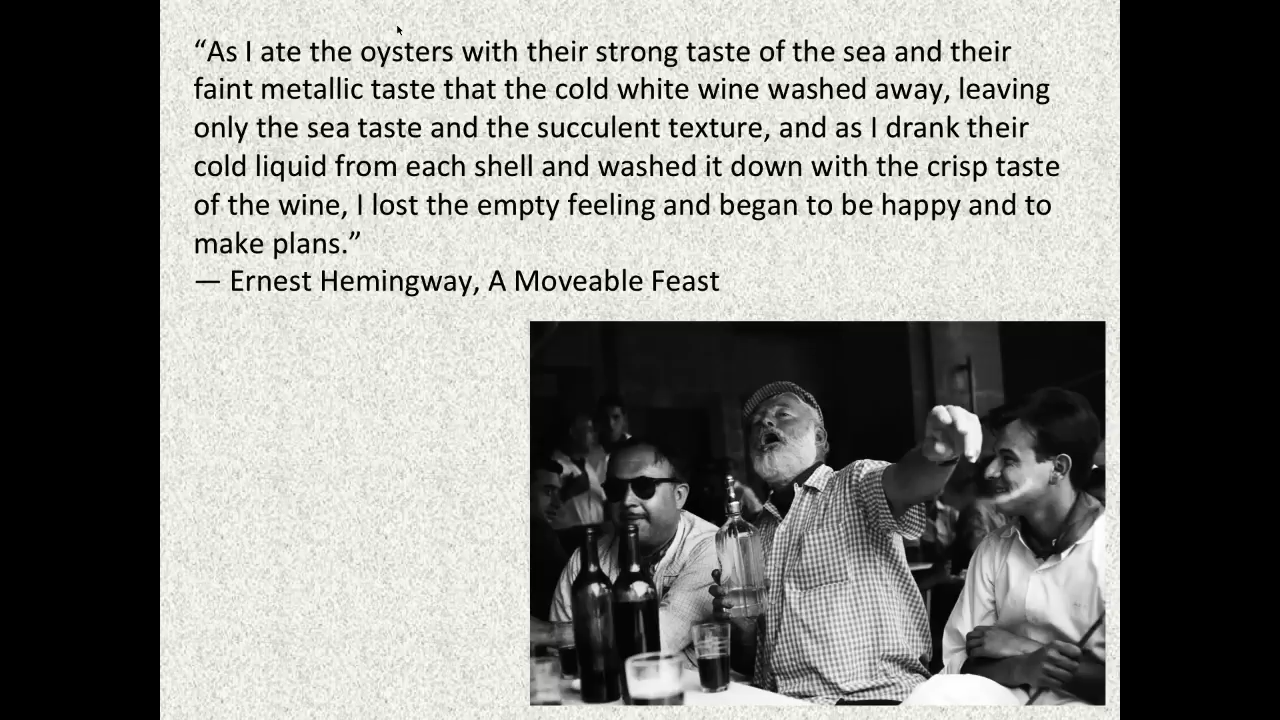 “As I ate the oysters with their strong taste of the sea and their
faint metallic taste that the cold white wine washed away, leaving
only the sea taste and the succulent texture, and as I drank their
cold liquid from each shell and washed it down with the crisp taste
of the wine, I lost the empty feeling and began to be happy and to
make plans.”
— Ernest Hemingway, A Moveable Feast